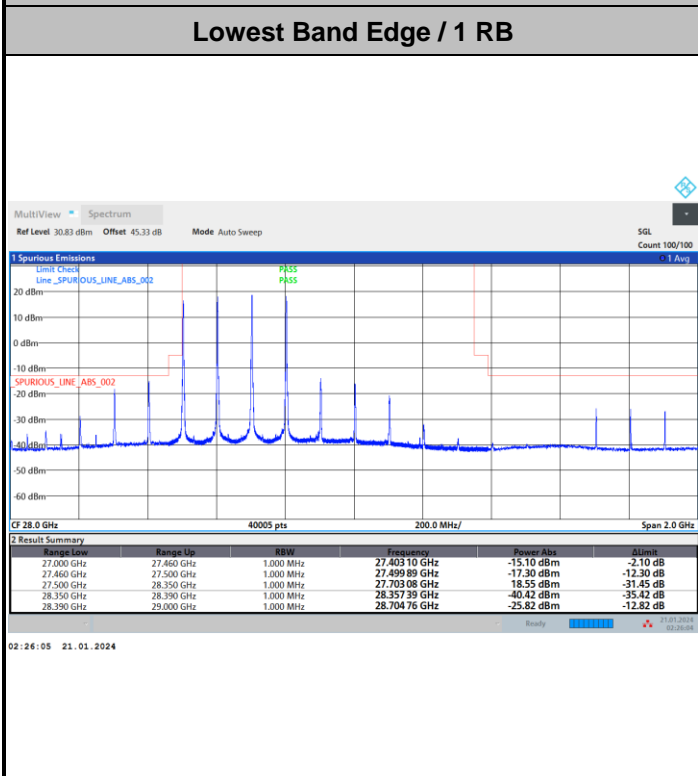 Lowest Band Edge / 1 RB
MultiView Spectrum
Ref Level 30.83 dBm Offset 45.33 dB Mode Auto Sweep SGL
Count 100/100
1 Spurious Emissions 1 Avg
Limit Check PASS
Line _SPURIOUS_LINE_ABS_002 PASS
20 dBm
10 dBm
0 dBm
-10 dBm
_SPURIOUS_LINE_ABS_002
-20 dBm
-30 dBm
-40 dBm
-50 dBm
-60 dBm
CF 28.0 GHz 40005 pts 200.0 MHz/ Span 2.0 GHz
2 Result Summary
Range Low Range Up RBW Frequency Power Abs ΔLimit
27.000 GHz 27.460 GHz 1.000 MHz 27.403 10 GHz -15.10 dBm -2.10 dB
27.460 GHz 27.500 GHz 1.000 MHz 27.499 89 GHz -17.30 dBm -12.30 dB
27.500 GHz 28.350 GHz 1.000 MHz 27.703 08 GHz 18.55 dBm -31.45 dB
28.350 GHz 28.390 GHz 1.000 MHz 28.357 39 GHz -40.42 dBm -35.42 dB
28.390 GHz 29.000 GHz 1.000 MHz 28.704 76 GHz -25.82 dBm -12.82 dB
Ready 21.01.2024
02:26:04
02:26:05 21.01.2024